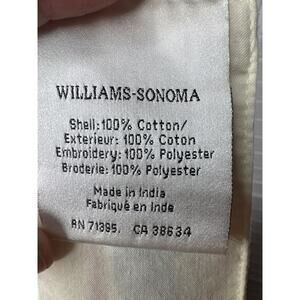 WILLIAMS-SONOMA
Shell: 100% Cotton/
Exterieur: 100% Coton
Embroidery: 100% Polyester
Broderie: 100% Polyester
Made in India
Fabriqué en Inde
RN 71395, CA 38634